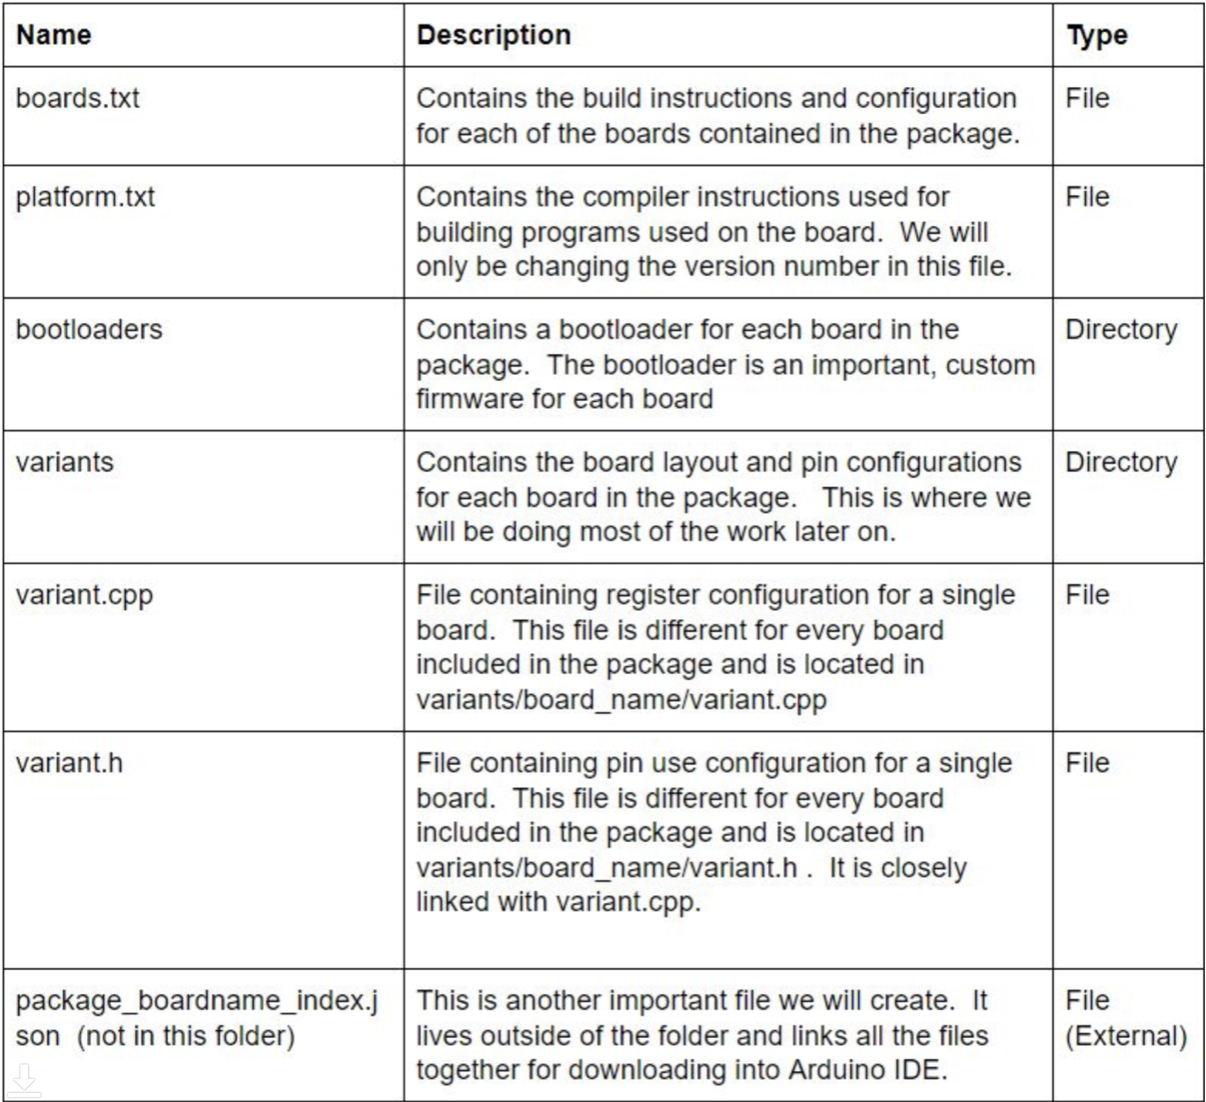 Name Description Type
boards.txt Contains the build instructions and configuration File
for each of the boards contained in the package.
platform.txt Contains the compiler instructions used for File
building programs used on the board.  We will
only be changing the version number in this file.
bootloaders Contains a bootloader for each board in the Directory
package.  The bootloader is an important, custom
firmware for each board
variants Contains the board layout and pin configurations Directory
for each board in the package.   This is where we
will be doing most of the work later on.
variant.cpp File containing register configuration for a single File
board.  This file is different for every board
included in the package and is located in
variants/board_name/variant.cpp
variant.h File containing pin use configuration for a single File
board.  This file is different for every board
included in the package and is located in
variants/board_name/variant.h .  It is closely
linked with variant.cpp.
package_boardname_index.j This is another important file we will create.  It File
son  (not in this folder) lives outside of the folder and links all the files (External)
together for downloading into Arduino IDE.